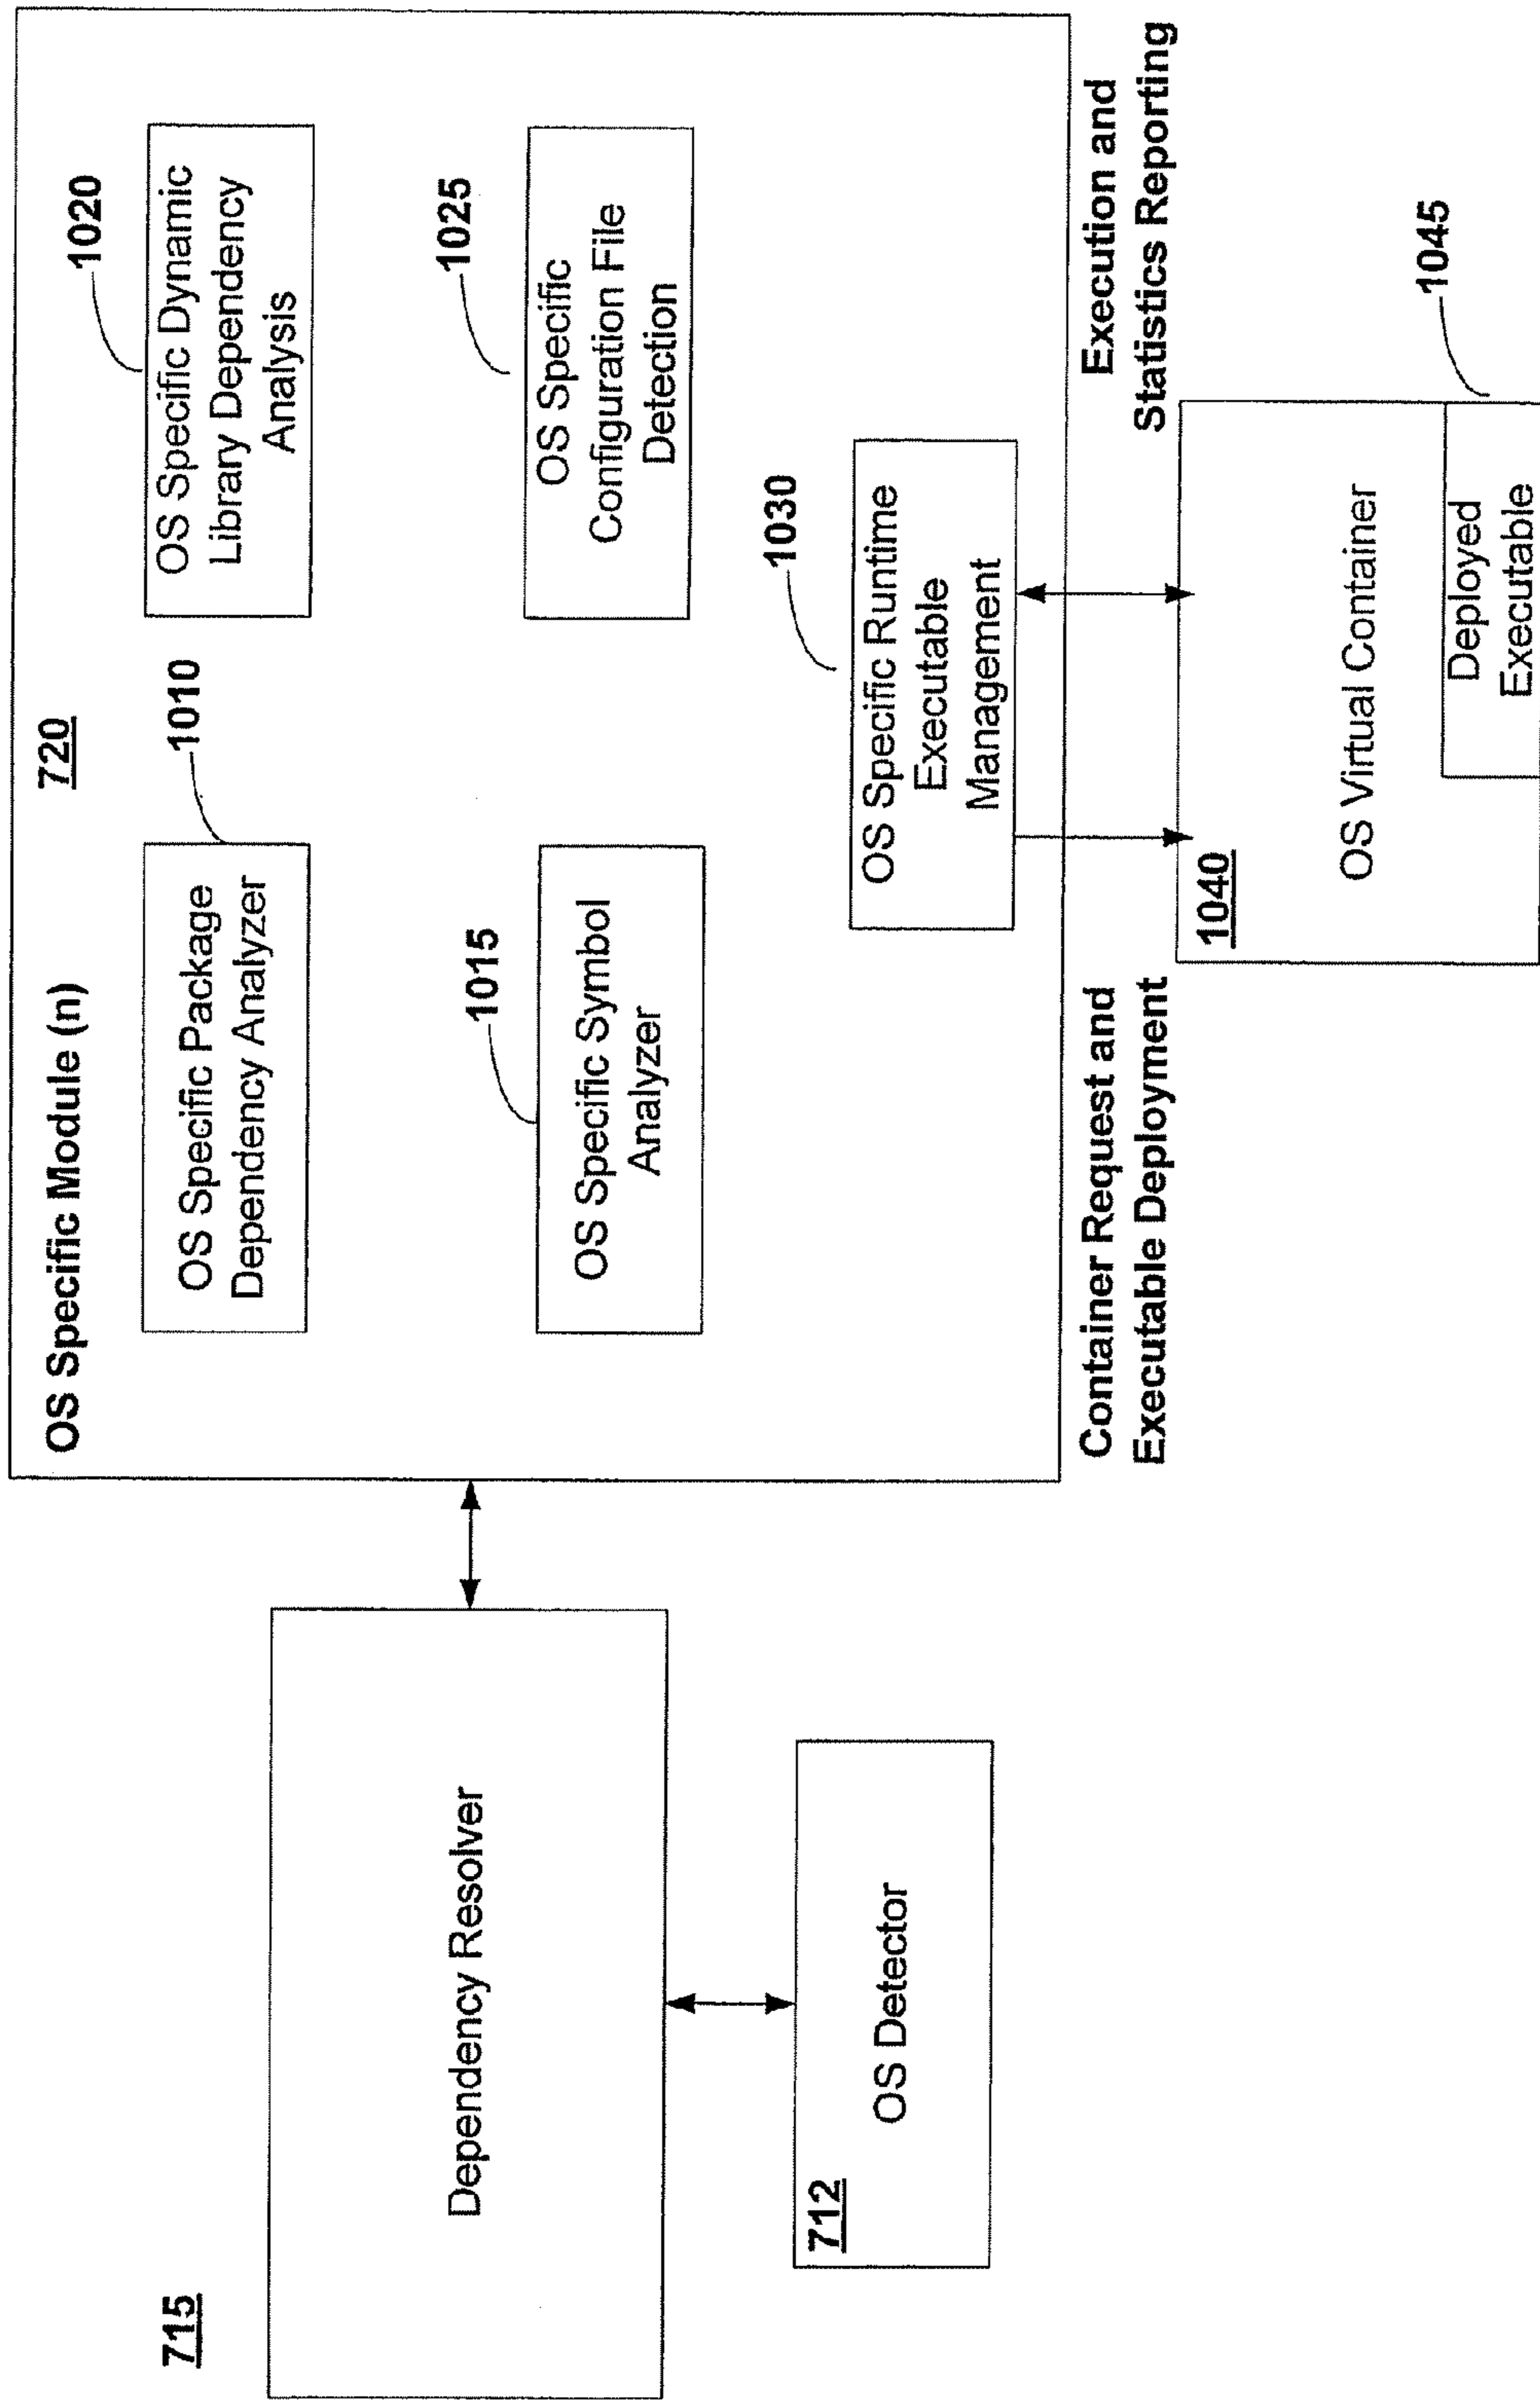 715
Dependency Resolver
712
OS Detector
OS Specific Module (n)
720
1010
OS Specific Package
Dependency Analyzer
1020
OS Specific Dynamic
Library Dependency
Analysis
1015
OS Specific Symbol
Analyzer
1025
OS Specific
Configuration File
Detection
1030
OS Specific Runtime
Executable
Management
Container Request and
Executable Deployment
Execution and
Statistics Reporting
1040
OS Virtual Container
1045
Deployed
Executable